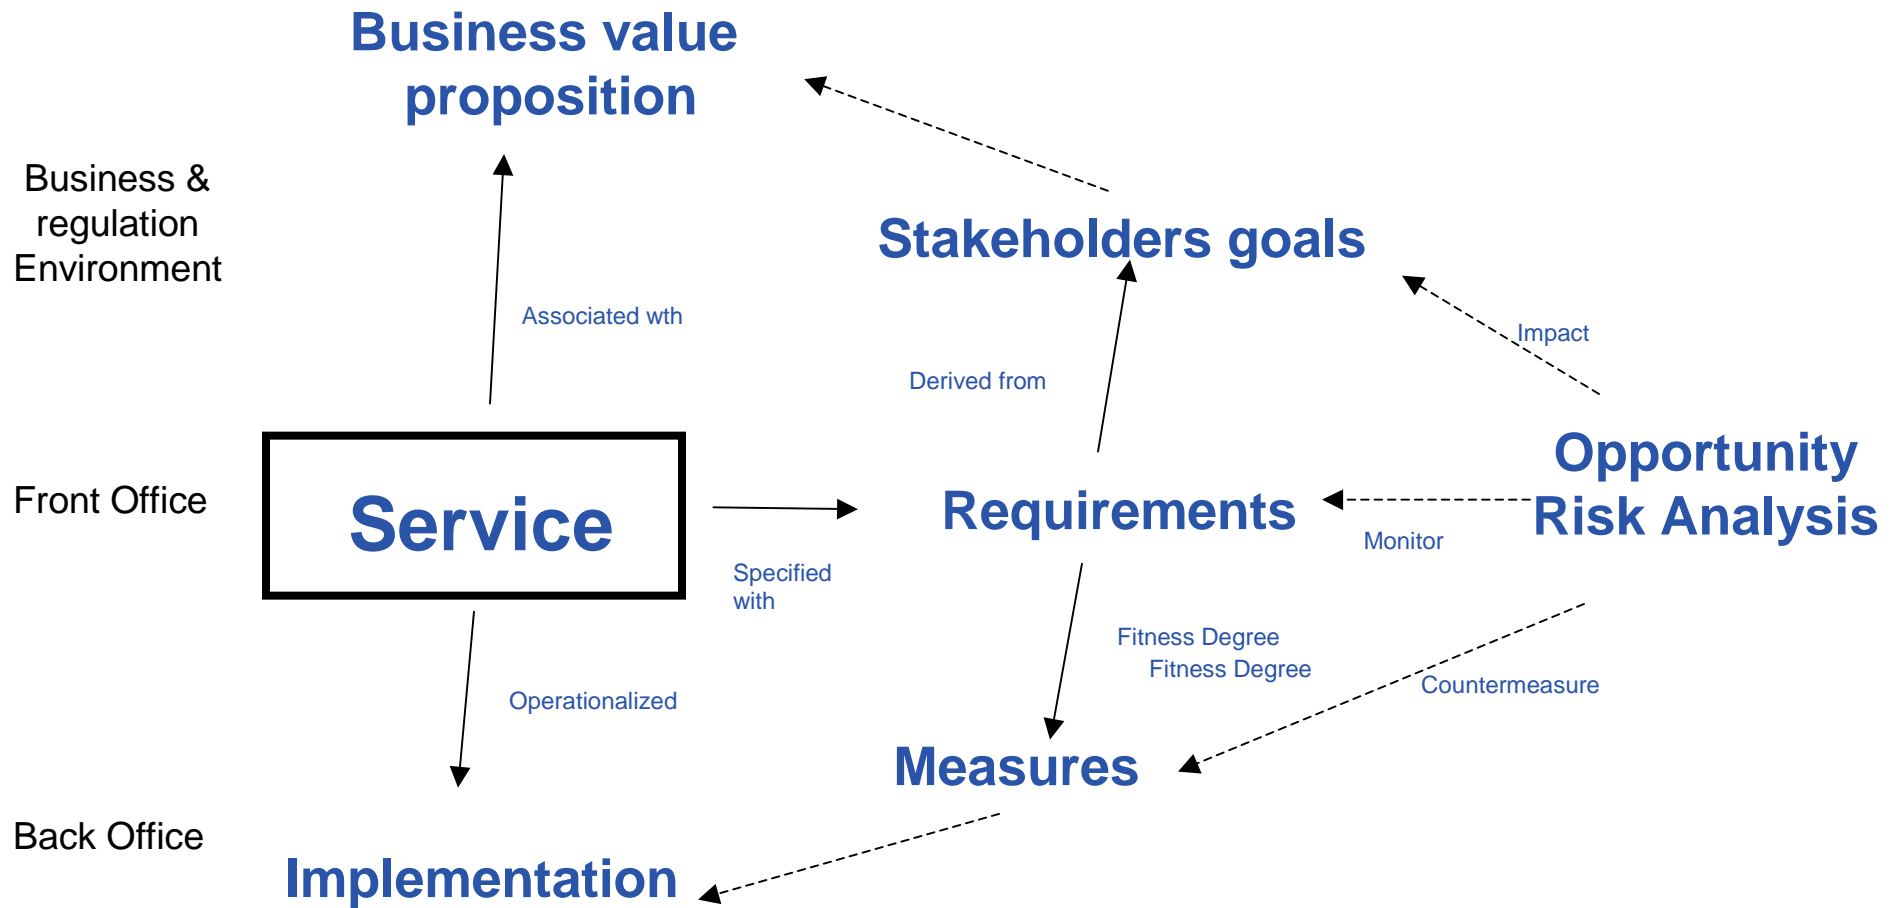 Business value
proposition
Business &
regulation
Environment
Stakeholders goals
Associated wth
Impact
Derived from
Opportunity
Risk Analysis
Front Office
Service
Requirements
Monitor
Specified
with
Fitness Degree
Fitness Degree
Operationalized
Countermeasure
Measures
Back Office
Implementation